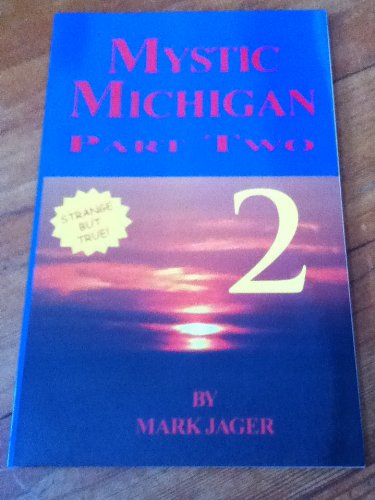 MYSTIC
MICHIGAN
PART TWO
STRANGE
BUT
TRUE!
2
BY
MARK JAGER